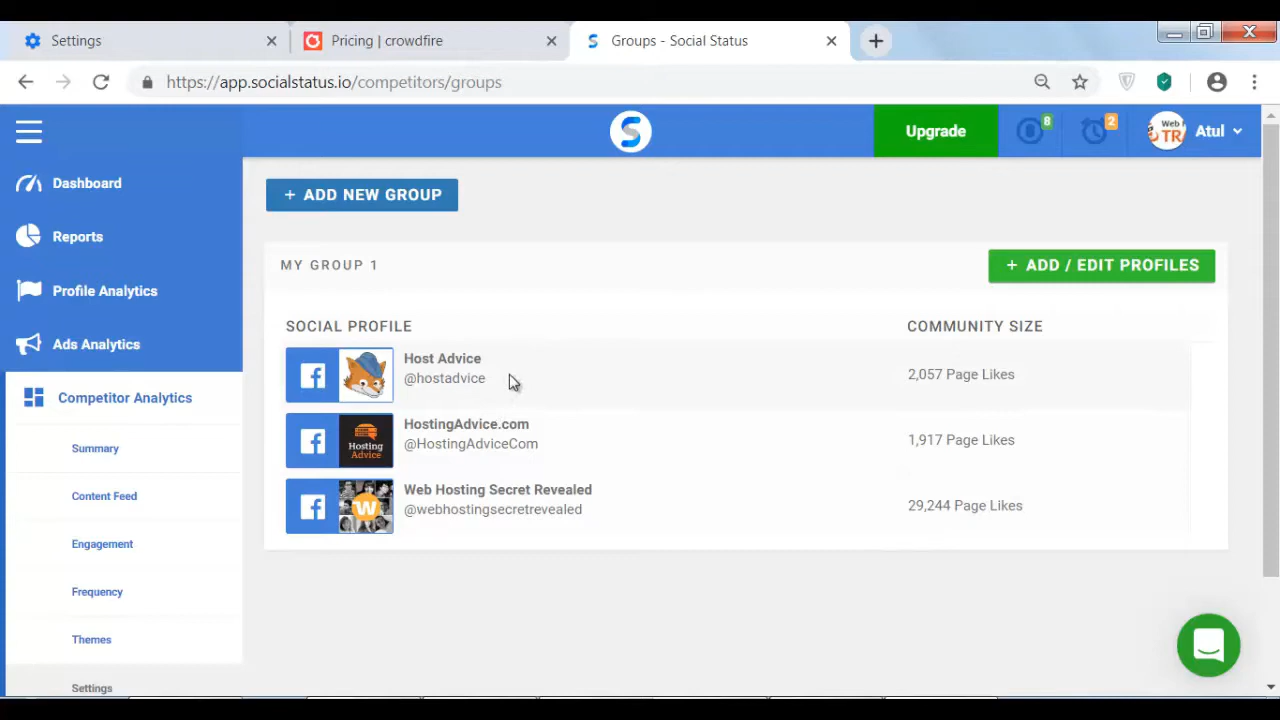 Settings
Pricing | crowdfire
Groups - Social Status
https://app.socialstatus.io/competitors/groups
Upgrade
8
2
Web
TR
Atul
Dashboard
Reports
Profile Analytics
Ads Analytics
Competitor Analytics
Summary
Content Feed
Engagement
Frequency
Themes
Settings
+ ADD NEW GROUP
MY GROUP 1
+ ADD / EDIT PROFILES
SOCIAL PROFILE
COMMUNITY SIZE
Host Advice
@hostadvice
2,057 Page Likes
Hosting
Advice
HostingAdvice.com
@HostingAdviceCom
1,917 Page Likes
W
Web Hosting Secret Revealed
@webhostingsecretrevealed
29,244 Page Likes